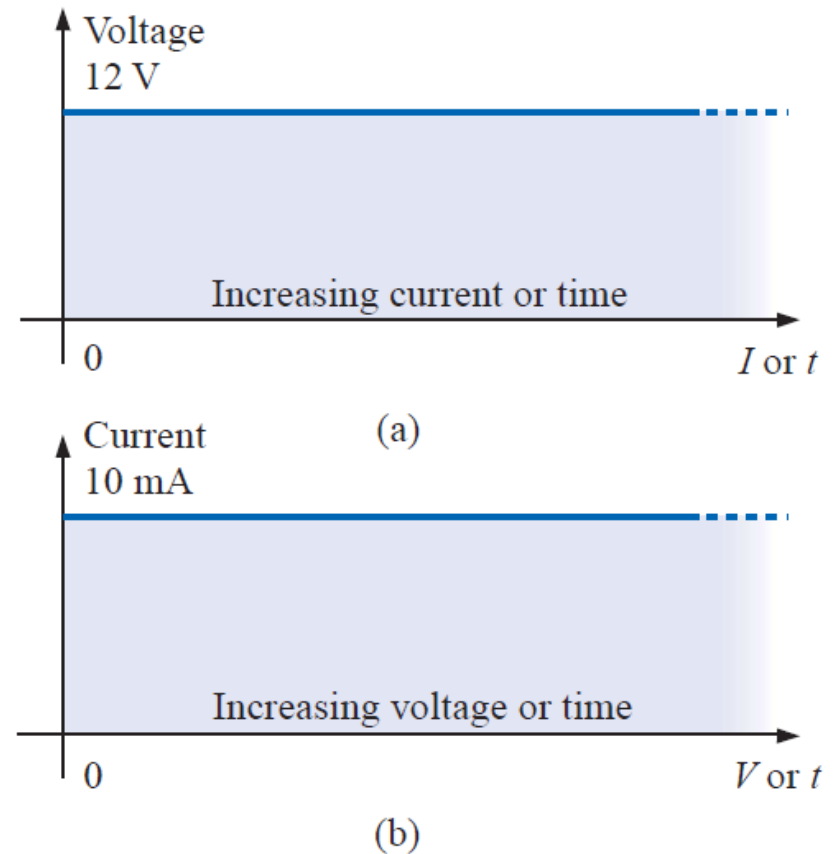 Voltage
12 V
Increasing current or time
0
I or t
(a)
Current
10 mA
Increasing voltage or time
0
V or t
(b)